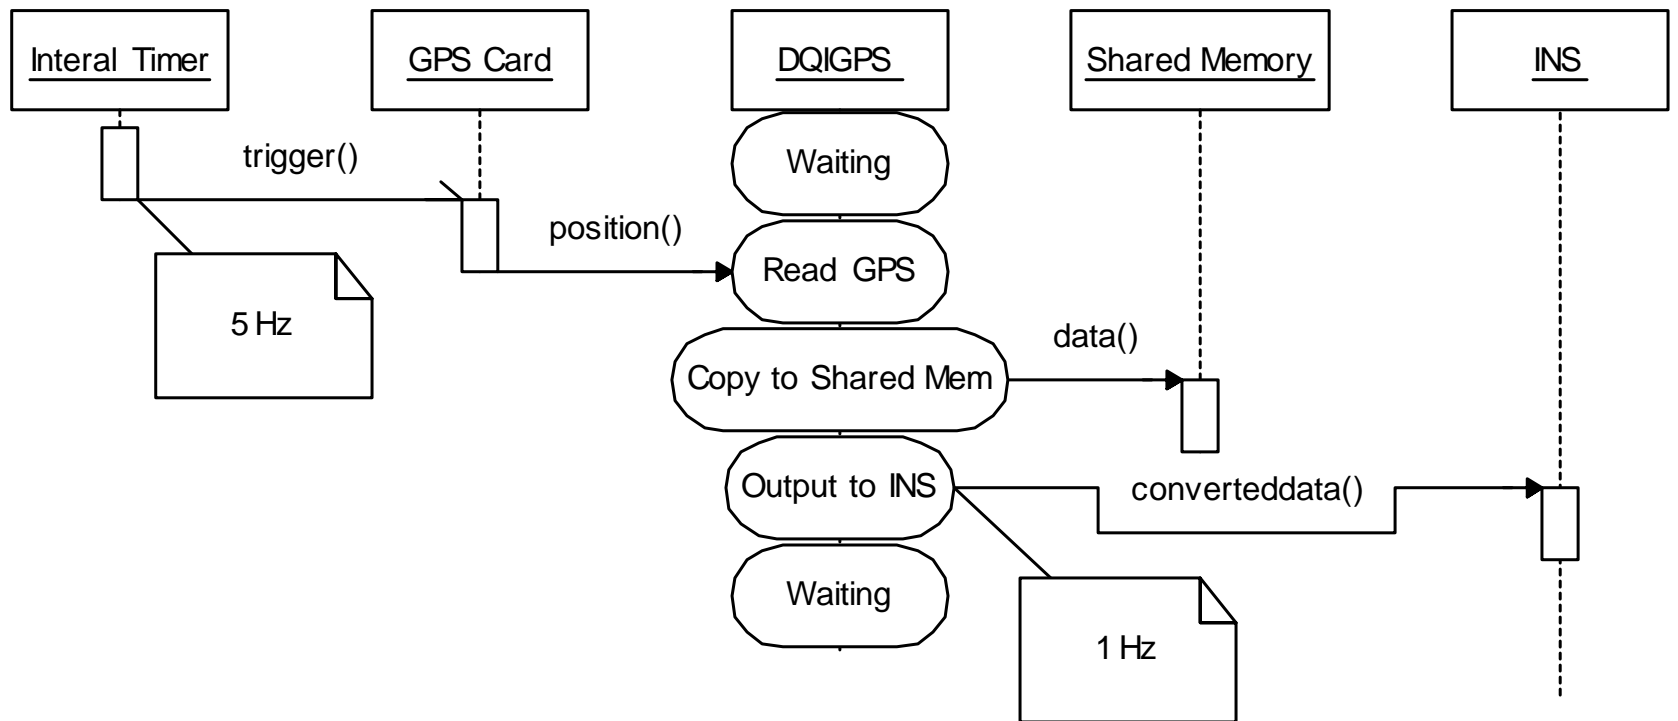 Interal Timer
GPS Card
DQIGPS
Shared Memory
INS
trigger()
Waiting
position()
Read GPS
5 Hz
data()
Copy to Shared Mem
Output to INS
converteddata()
Waiting
1 Hz